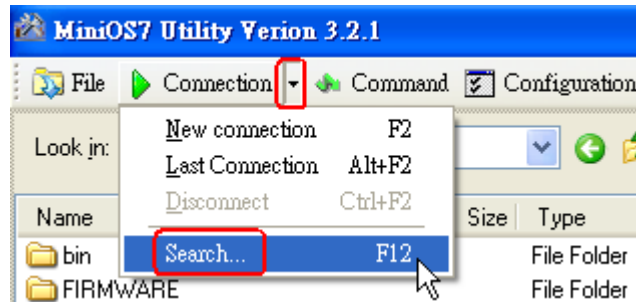 MiniOS7 Utility Verion 3.2.1
File Connection Command Configuration
New connection F2
Look in:
Last Connection Alt+F2
Disconnect Ctrl+F2
Name Size Type
Search... F12
bin File Folder
FIRMWARE File Folder